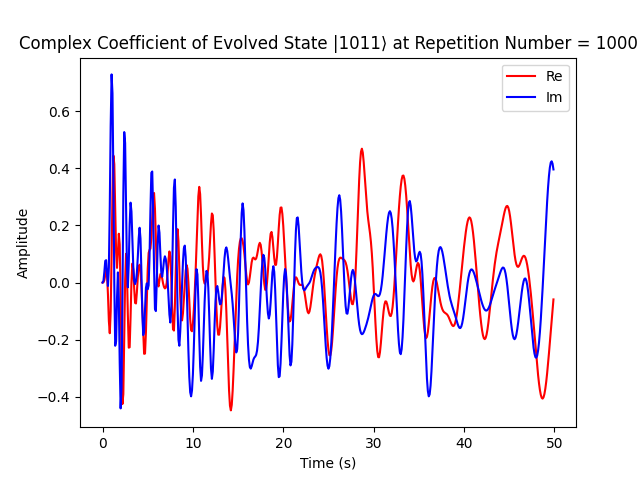 Complex Coefficient of Evolved State |1011⟩ at Repetition Number = 1000
Re
Im
Amplitude
0.6
0.4
0.2
0.0
−0.2
−0.4
0 10 20 30 40 50
Time (s)